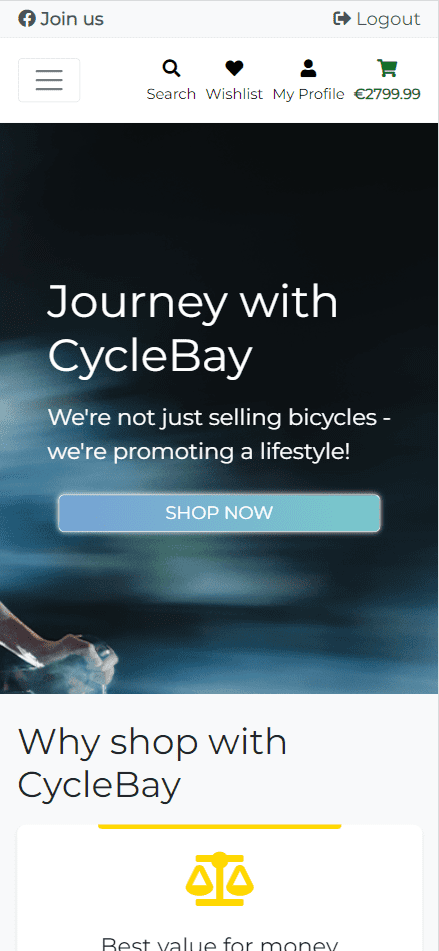 Join us Logout
Search Wishlist My Profile €2799.99
Journey with
CycleBay
We're not just selling bicycles -
we're promoting a lifestyle!
SHOP NOW
Why shop with
CycleBay
Best value for money